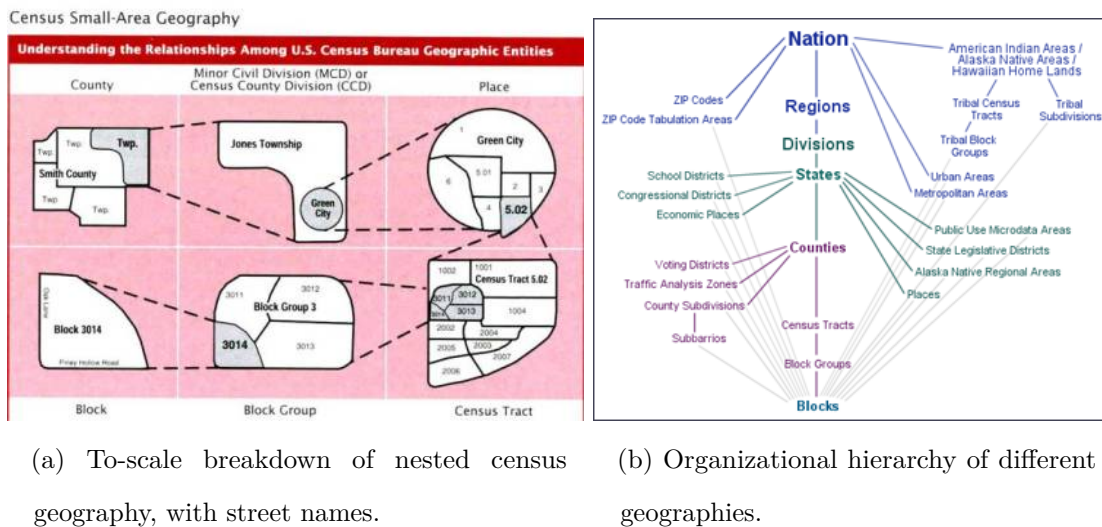 Census Small-Area Geography
Understanding the Relationships Among U.S. Census Bureau Geographic Entities
County
Minor Civil Division (MCD) or
Census County Division (CCD)
Place
Twp.
Twp.
Twp.
Smith County
Twp.
Twp.
Jones Township
Green
City
1
Green City
5.01
6
2
3
4
5.02
Oak Lane
Block 3014
Piney Hollow Road
3011
3012
Block Group 3
3014
3013
1002
1001
Census Tract 5.02
3011
3012
3014
3013
1004
2002
2004
2005
2003
2007
2006
Block
Block Group
Census Tract
Nation
American Indian Areas /
Alaska Native Areas /
Hawaiian Home Lands
ZIP Codes
ZIP Code Tabulation Areas
Regions
Tribal Census
Tracts
Tribal
Subdivisions
Tribal Block
Groups
Divisions
States
Urban Areas
Metropolitan Areas
School Districts
Congressional Districts
Economic Places
Public Use Microdata Areas
State Legislative Districts
Alaska Native Regional Areas
Places
Counties
Voting Districts
Traffic Analysis Zones
County Subdivisions
Subbarrios
Census Tracts
Block Groups
Blocks
(a) To-scale breakdown of nested census
geography, with street names.
(b) Organizational hierarchy of different
geographies.